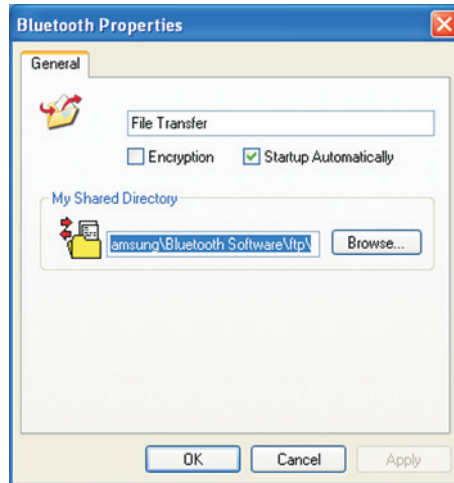 Bluetooth Properties
General
File Transfer
Encryption Startup Automatically
My Shared Directory
amsung\Bluetooth Software\ftp\ Browse...
OK Cancel Apply